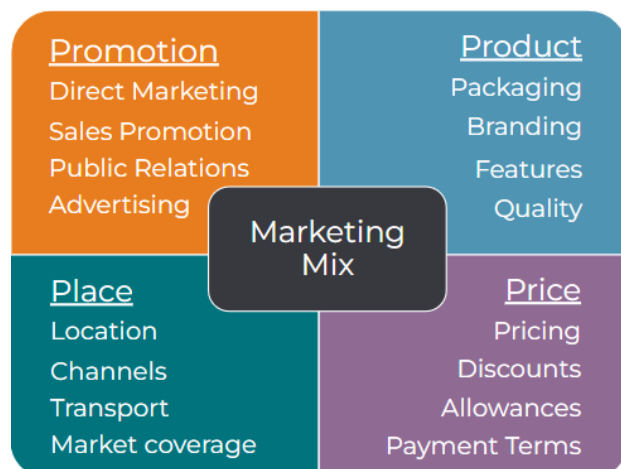 Promotion
Direct Marketing
Sales Promotion
Public Relations
Advertising
Product
Packaging
Branding
Features
Quality
Marketing
Mix
Place
Location
Channels
Transport
Market coverage
Price
Pricing
Discounts
Allowances
Payment Terms